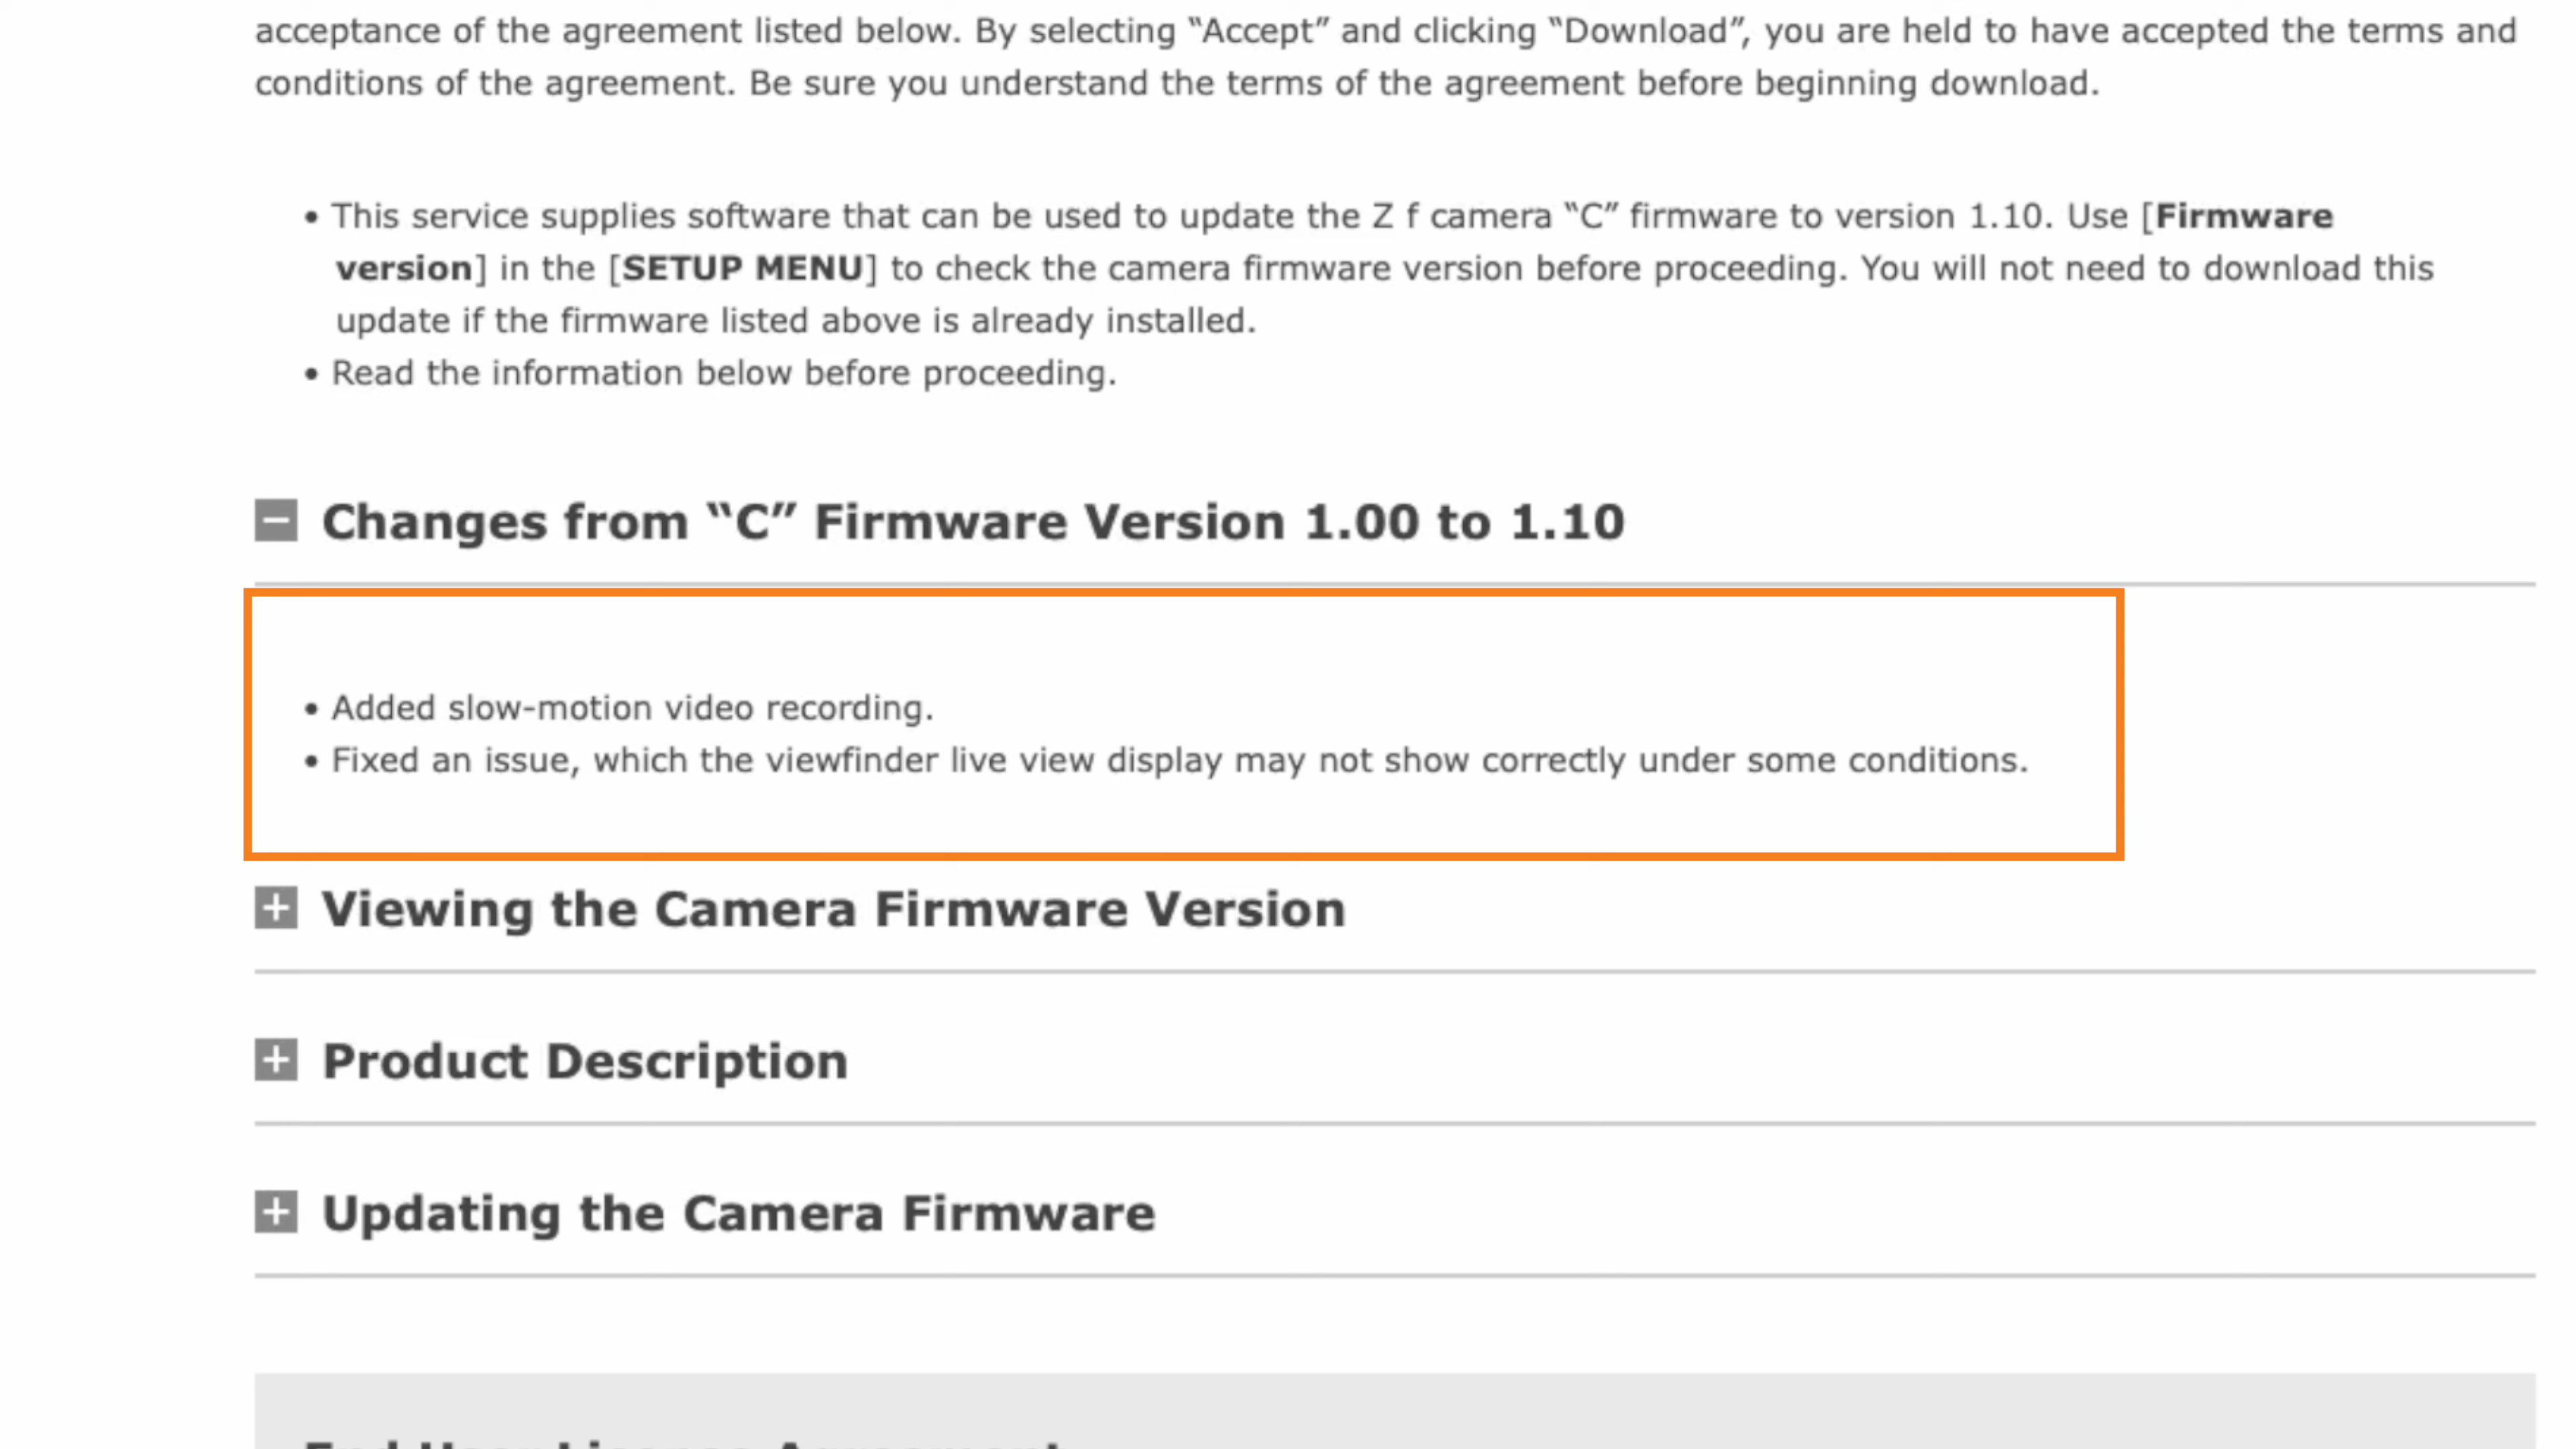 acceptance of the agreement listed below. By selecting “Accept” and clicking “Download”, you are held to have accepted the terms and
conditions of the agreement. Be sure you understand the terms of the agreement before beginning download.
• This service supplies software that can be used to update the Z f camera “C” firmware to version 1.10. Use [Firmware
version] in the [SETUP MENU] to check the camera firmware version before proceeding. You will not need to download this
update if the firmware listed above is already installed.
• Read the information below before proceeding.
Changes from “C” Firmware Version 1.00 to 1.10
• Added slow-motion video recording.
• Fixed an issue, which the viewfinder live view display may not show correctly under some conditions.
Viewing the Camera Firmware Version
Product Description
Updating the Camera Firmware
End User License Agreement